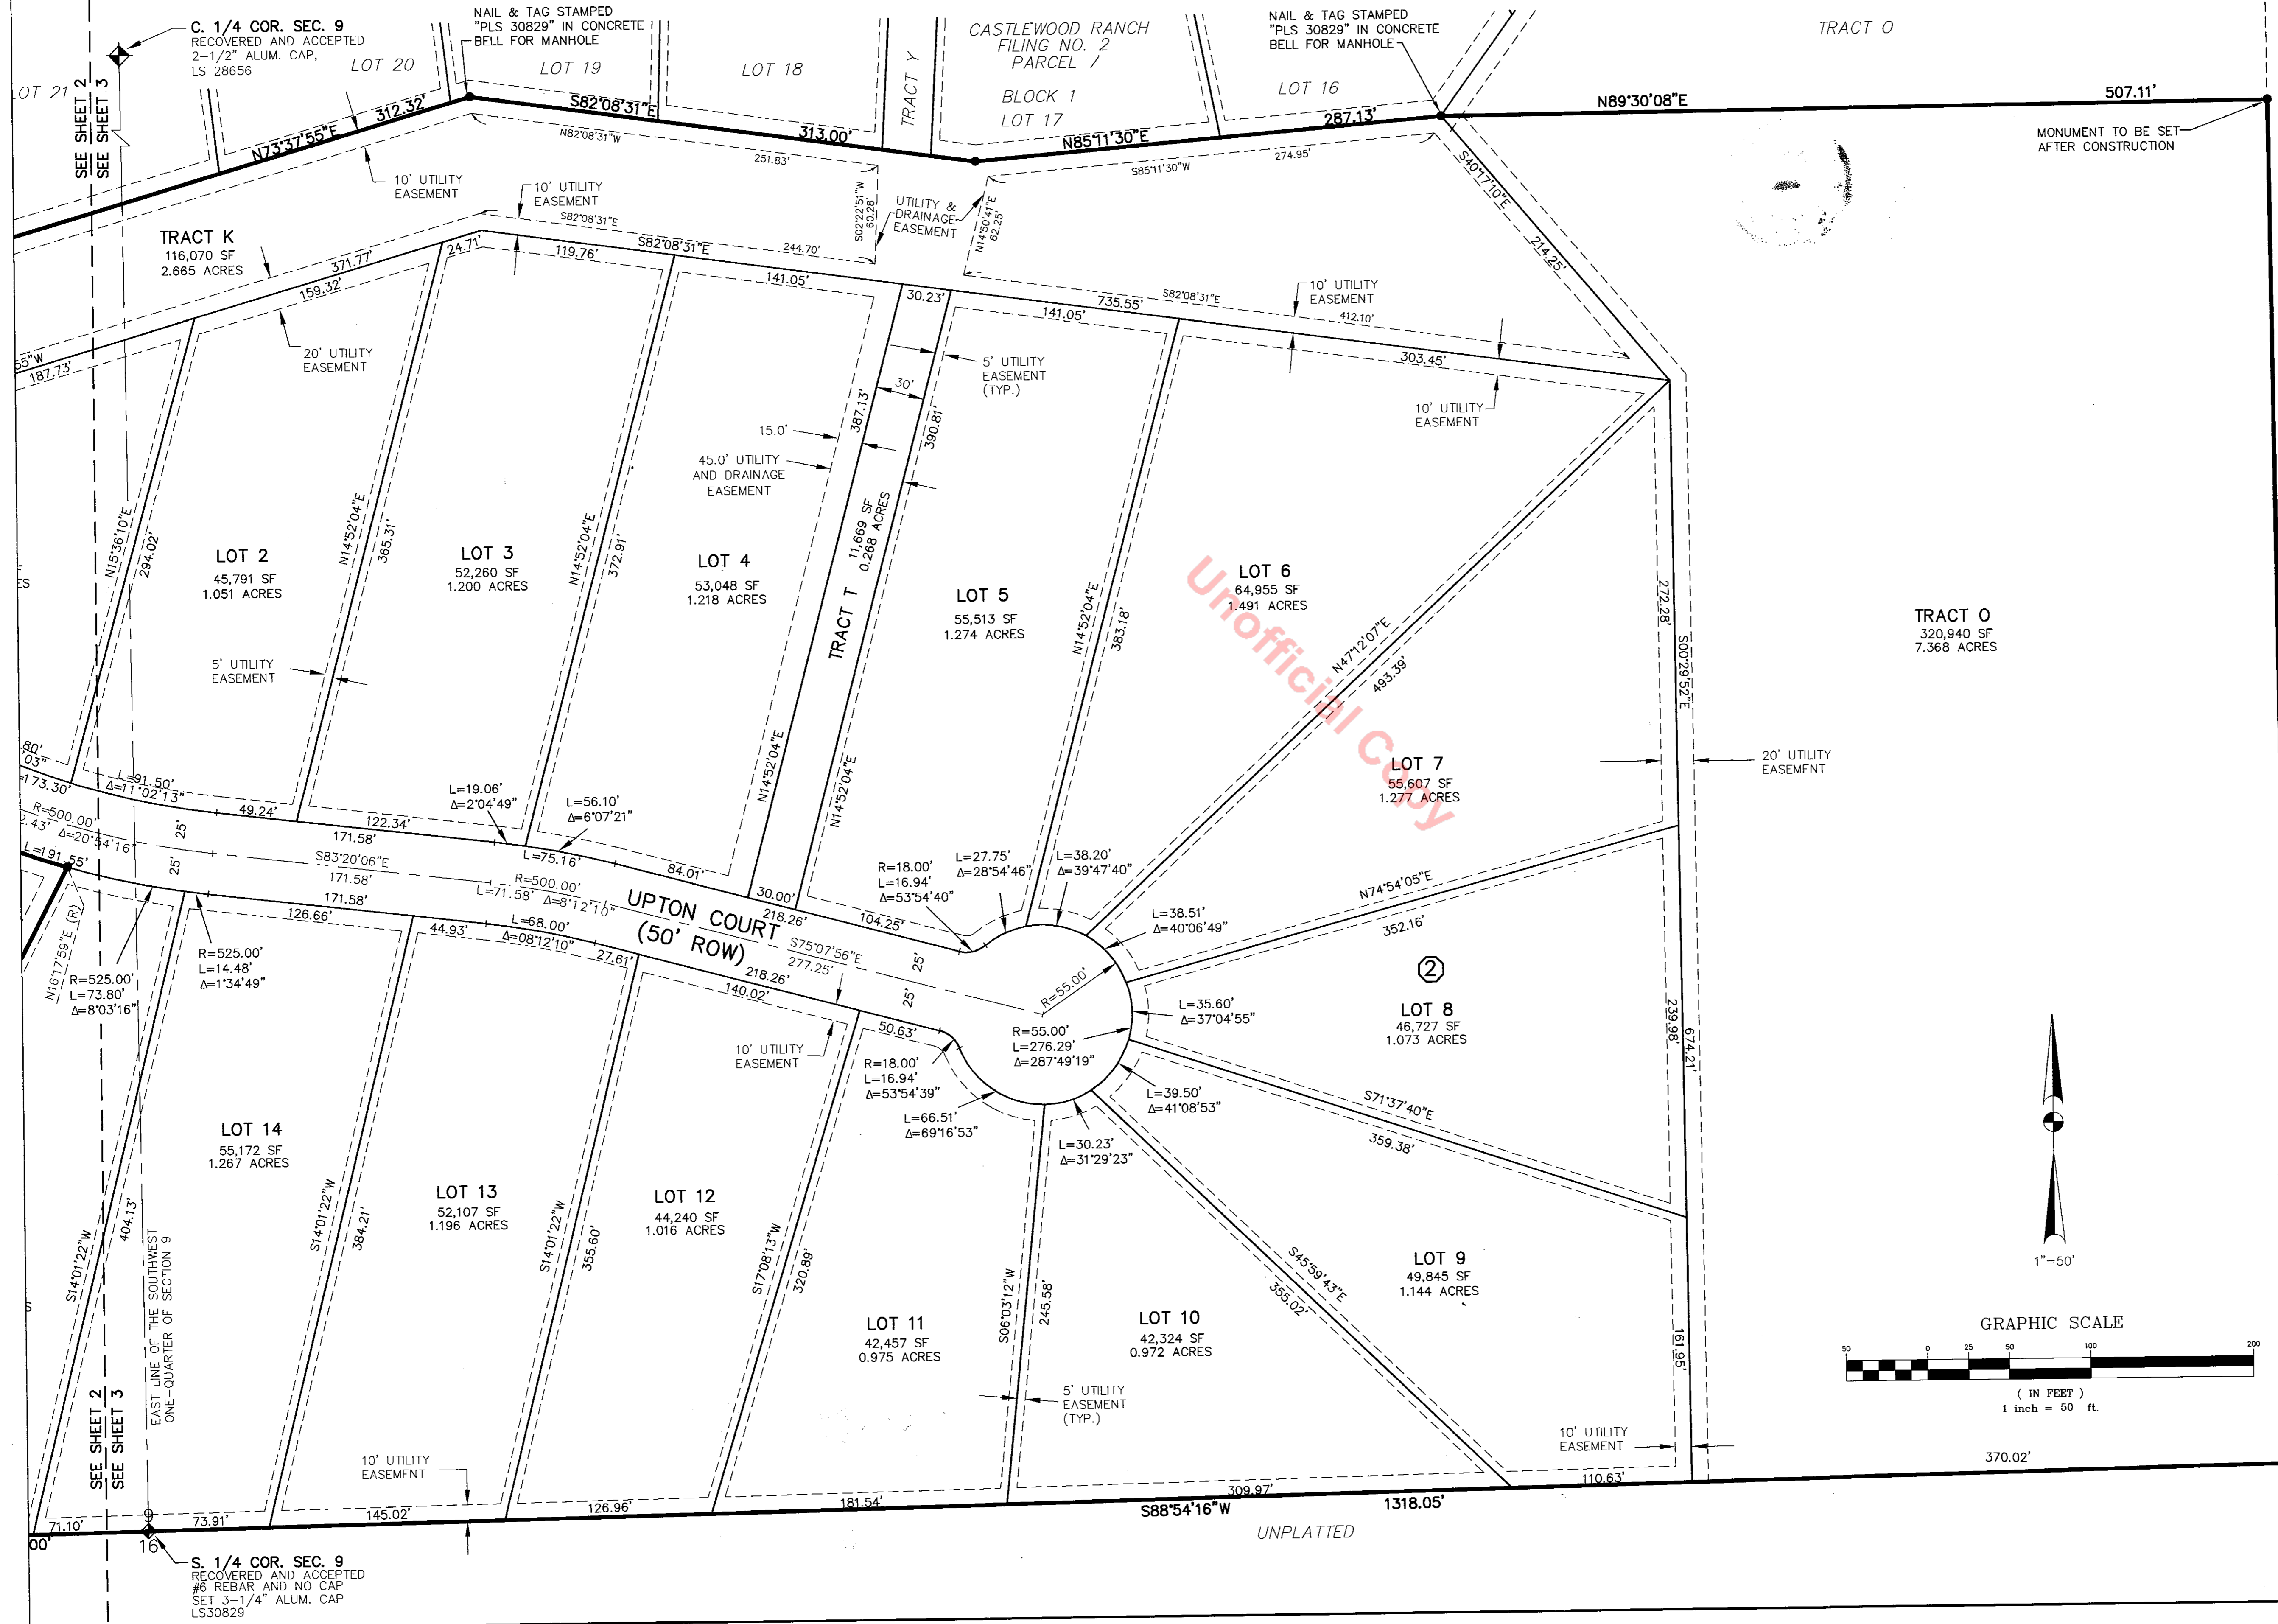 C. 1/4 COR. SEC. 9
RECOVERED AND ACCEPTED
2-1/2" ALUM. CAP,
LS 28656
NAIL & TAG STAMPED
"PLS 30829" IN CONCRETE
BELL FOR MANHOLE
LOT 21
LOT 20
LOT 19
LOT 18
TRACT Y
CASTLEWOOD RANCH
FILING NO. 2
PARCEL 7
BLOCK 1
LOT 17
NAIL & TAG STAMPED
"PLS 30829" IN CONCRETE
BELL FOR MANHOLE
LOT 16
TRACT O
SEE SHEET 2
SEE SHEET 3
N73°37'55"E
312.32'
S82°08'31"E
313.00'
N85°11'30"E
287.13'
N89°30'08"E
507.11'
MONUMENT TO BE SET
AFTER CONSTRUCTION
N82°08'31"W
251.83'
S85°11'30"W
274.95'
10' UTILITY
EASEMENT
10' UTILITY
EASEMENT
S82°08'31"E
244.70'
S02°22'51"W
60.28'
UTILITY &
DRAINAGE
EASEMENT
N14°50'41"E
62.25'
S40°17'10"E
214.25'
TRACT K
116,070 SF
2.665 ACRES
371.77'
159.32'
24.71'
119.76'
S82°08'31"E
141.05'
30.23'
141.05'
735.55'
S82°08'31"E
412.10'
10' UTILITY
EASEMENT
303.45'
10' UTILITY
EASEMENT
55"W
187.73'
20' UTILITY
EASEMENT
5' UTILITY
EASEMENT
(TYP.)
30'
387.13'
390.81'
15.0'
45.0' UTILITY
AND DRAINAGE
EASEMENT
N15°36'10"E
294.02'
LOT 2
45,791 SF
1.051 ACRES
N14°52'04"E
365.31'
LOT 3
52,260 SF
1.200 ACRES
N14°52'04"E
372.91'
LOT 4
53,048 SF
1.218 ACRES
TRACT T
11,669 SF
0.268 ACRES
N14°52'04"E
N14°52'04"E
LOT 5
55,513 SF
1.274 ACRES
N14°52'04"E
383.18'
LOT 6
64,955 SF
1.491 ACRES
N47°12'07"E
493.39'
272.28'
S00°29'52"E
TRACT O
320,940 SF
7.368 ACRES
Unofficial Copy
ES
5' UTILITY
EASEMENT
LOT 7
55,607 SF
1.277 ACRES
20' UTILITY
EASEMENT
80'
'03"
173.30'
L=91.50'
Δ=11°02'13"
49.24'
122.34'
171.58'
L=19.06'
Δ=2°04'49"
L=56.10'
Δ=6°07'21"
L=75.16'
84.01'
30.00'
218.26'
104.25'
R=500.00'
2.43' Δ=20°54'16"
L=191.55'
25'
25'
S83°20'06"E
171.58'
R=500.00'
L=71.58' Δ=8°12'10"
UPTON COURT
(50' ROW)
S75°07'56"E
277.25'
25'
25'
R=18.00'
L=16.94'
Δ=53°54'40"
L=27.75'
Δ=28°54'46"
L=38.20'
Δ=39°47'40"
L=38.51'
Δ=40°06'49"
N74°54'05"E
352.16'
171.58'
126.66'
44.93'
L=68.00'
Δ=08°12'10"
27.61'
218.26'
140.02'
50.63'
N16°17'59"E (R)
R=525.00'
L=73.80'
Δ=8°03'16"
R=525.00'
L=14.48'
Δ=1°34'49"
R=55.00'
R=55.00'
L=276.29'
Δ=287°49'19"
L=35.60'
Δ=37°04'55"
2
LOT 8
46,727 SF
1.073 ACRES
239.98'
674.21'
10' UTILITY
EASEMENT
R=18.00'
L=16.94'
Δ=53°54'39"
L=66.51'
Δ=69°16'53"
L=39.50'
Δ=41°08'53"
L=30.23'
Δ=31°29'23"
S71°37'40"E
359.38'
S14°01'22"W
404.13'
LOT 14
55,172 SF
1.267 ACRES
S14°01'22"W
384.21'
LOT 13
52,107 SF
1.196 ACRES
S14°01'22"W
355.60'
LOT 12
44,240 SF
1.016 ACRES
S17°08'13"W
320.89'
LOT 11
42,457 SF
0.975 ACRES
S06°03'12"W
245.58'
LOT 10
42,324 SF
0.972 ACRES
S45°59'43"E
355.02'
LOT 9
49,845 SF
1.144 ACRES
161.95'
1"=50'
GRAPHIC SCALE
50 0 25 50 100 200
( IN FEET )
1 inch = 50 ft.
S
SEE SHEET 2
SEE SHEET 3
EAST LINE OF THE SOUTHWEST
ONE-QUARTER OF SECTION 9
10' UTILITY
EASEMENT
5' UTILITY
EASEMENT
(TYP.)
10' UTILITY
EASEMENT
71.10'
73.91'
145.02'
126.96'
181.54'
309.97'
110.63'
370.02'
S88°54'16"W
1318.05'
00'
9
16
UNPLATTED
S. 1/4 COR. SEC. 9
RECOVERED AND ACCEPTED
#6 REBAR AND NO CAP
SET 3-1/4" ALUM. CAP
LS30829